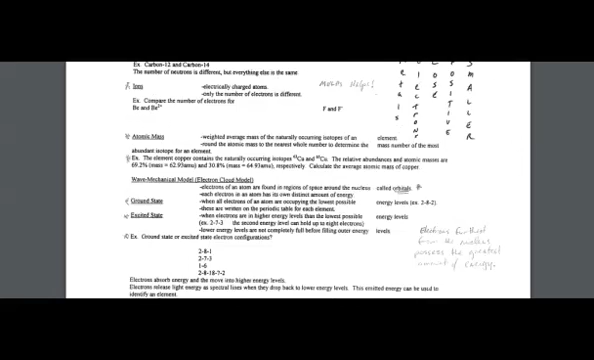 Ex. Carbon-12 and Carbon-14
The number of neutrons is different, but everything else is the same
Ions -electrically charged atoms.
-only the number of electrons is different.
Ex. Compare the number of electrons for
Be and Be²⁺ F and F⁻
Atomic Mass -weighted average of the naturally occurring isotopes of an element.
-round the atomic mass to the nearest whole number to determine the mass number of the most
abundant isotope for an element.
Ex. The element copper contains the naturally occurring isotopes ⁶³Cu and ⁶⁵Cu. The relative abundances and atomic masses are
69.2% (mass = 62.93amu) and 30.8% (mass = 64.93amu), respectively. Calculate the average atomic mass of copper.
Wave-Mechanical Model (Electron Cloud Model)
-electrons of an atom are found in regions of space around the nucleus called orbitals
-each electron in an atom has its own distinct amount of energy
Ground State -when all electrons of an atom are occupying the lowest possible energy levels (ex. 2-8-2)
-these are written on the periodic table for each element.
Excited State -when electrons are in higher energy levels than the lowest possible energy levels
(ex. 2-7-3 the second energy level can hold up to eight electrons)
-lower energy levels are not completely full before filling outer energy levels
Electrons furthest
from the nucleus
possess the greatest
amount of energy.
Ex. Ground state or excited state electron configurations?
2-8-1
2-7-3
1-6
2-8-18-7-2
Electrons absorb energy and the move into higher energy levels.
Electrons release light energy as spectral lines when they drop back to lower energy levels. This emitted energy can be used to
identify an element